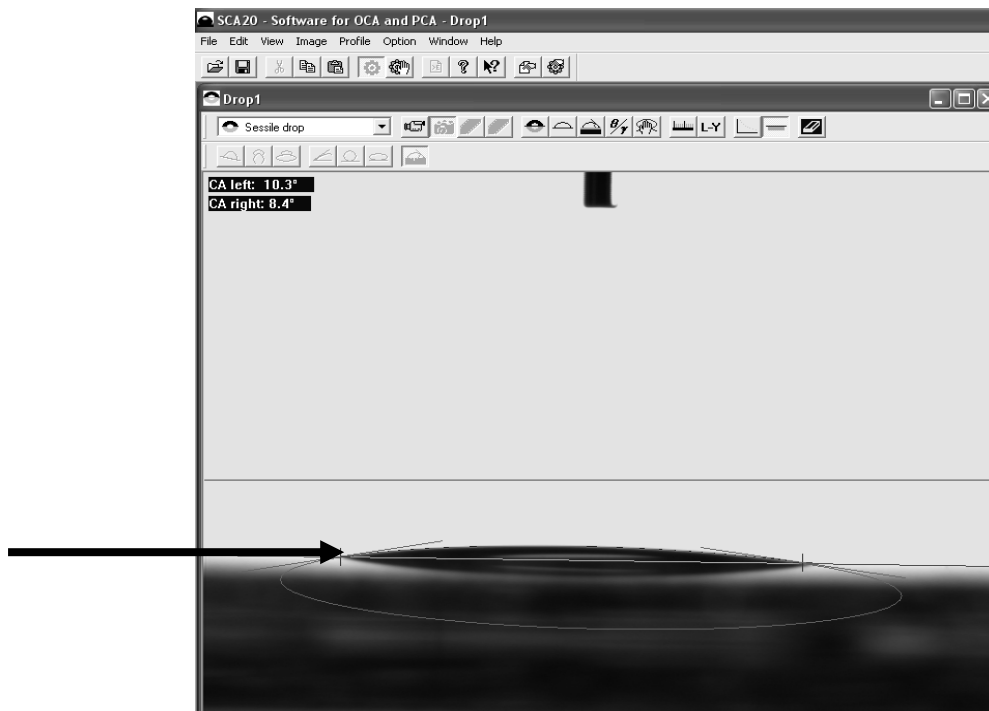 SCA20 - Software for OCA and PCA - Drop1
File Edit View Image Profile Option Window Help
Drop1
Sessile drop
θ/γ
L-Y
CA left: 10.3°
CA right: 8.4°